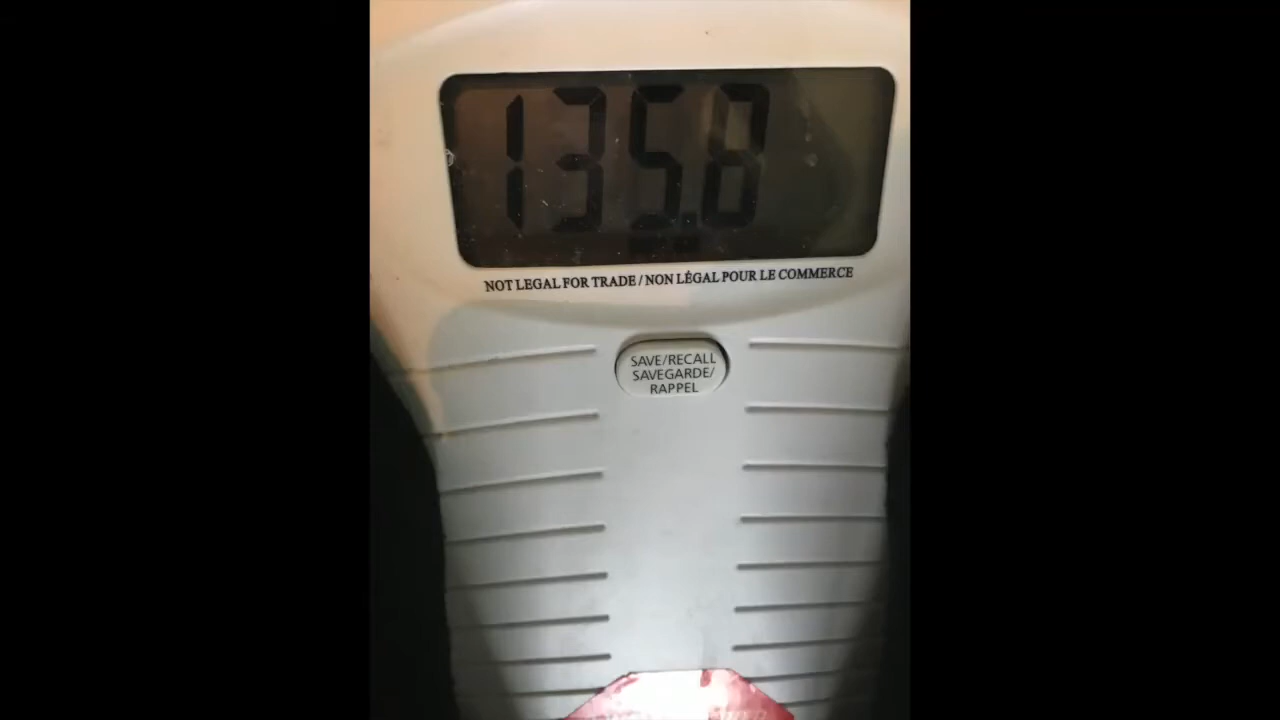 135.8
NOT LEGAL FOR TRADE / NON LÉGAL POUR LE COMMERCE
SAVE/RECALL
SAVEGARDE/
RAPPEL